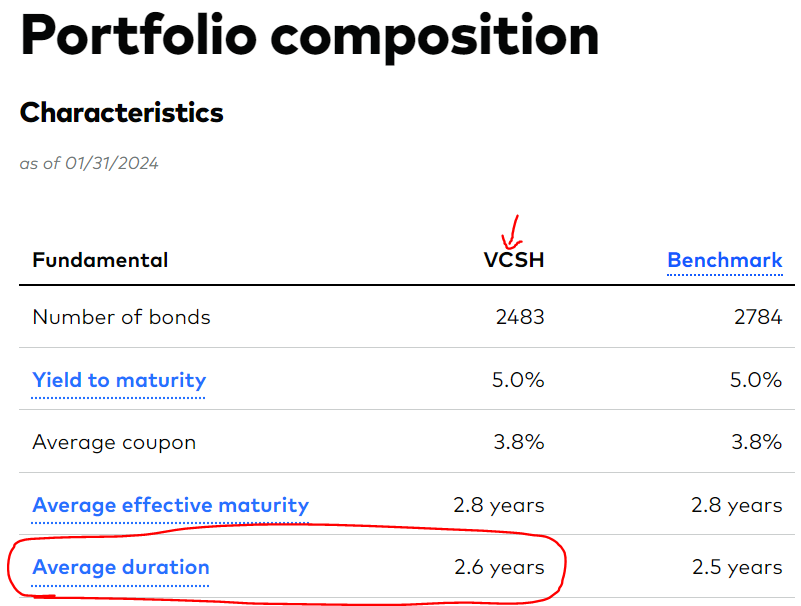 Portfolio composition
Characteristics
as of 01/31/2024
Fundamental VCSH Benchmark
Number of bonds 2483 2784
Yield to maturity 5.0% 5.0%
Average coupon 3.8% 3.8%
Average effective maturity 2.8 years 2.8 years
Average duration 2.6 years 2.5 years